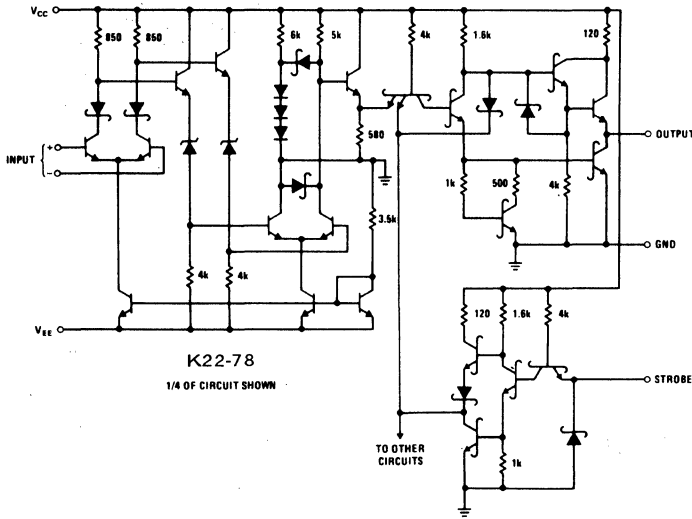 VCC
850
850
6k
5k
4k
1.6k
120
INPUT
+
–
580
OUTPUT
1k
500
4k
3.5k
GND
4k
4k
VEE
120
1.6k
4k
K22-78
1/4 OF CIRCUIT SHOWN
STROBE
TO OTHER
CIRCUITS
1k